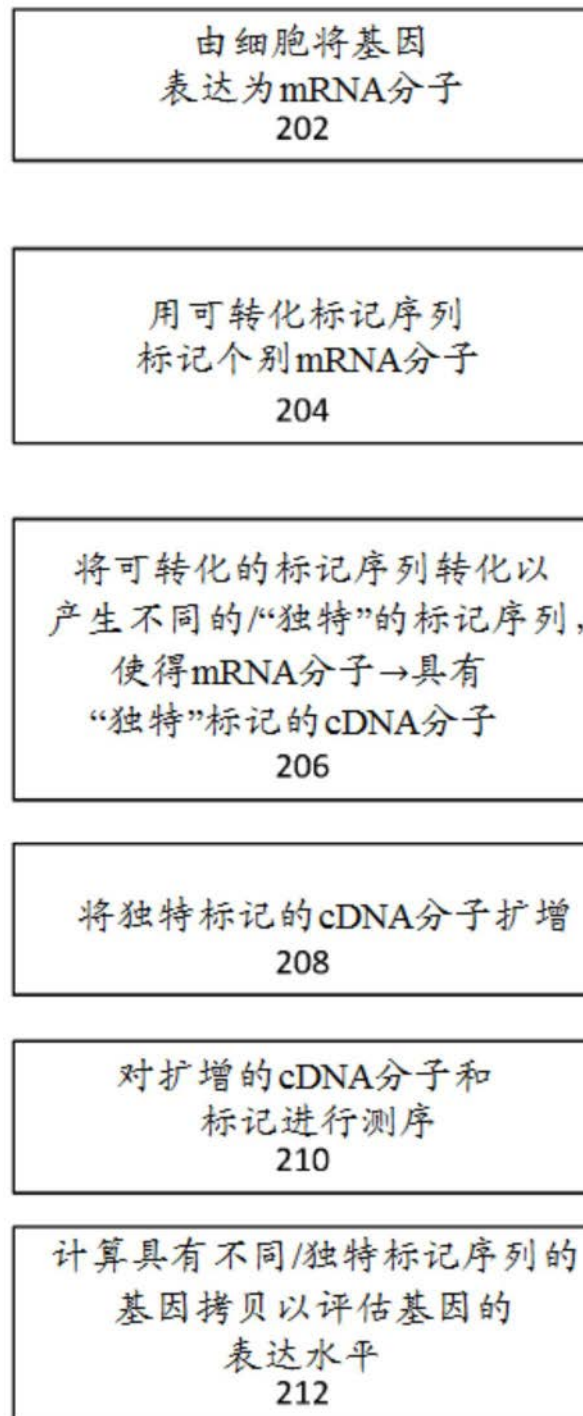 由细胞将基因
表达为mRNA分子
202
用可转化标记序列
标记个别mRNA分子
204
将可转化的标记序列转化以
产生不同的/“独特”的标记序列，
使得mRNA分子→具有
“独特”标记的cDNA分子
206
将独特标记的cDNA分子扩增
208
对扩增的cDNA分子和
标记进行测序
210
计算具有不同/独特标记序列的
基因拷贝以评估基因的
表达水平
212